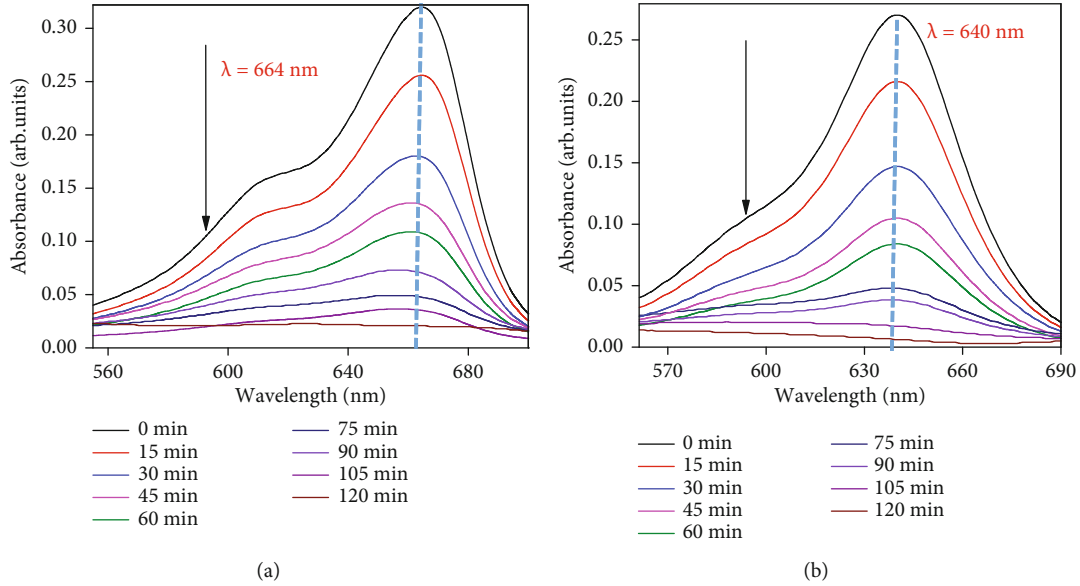 0.30
0.25
0.20
0.15
0.10
0.05
0.00
Absorbance (arb.units)
λ = 664 nm
560
600
640
680
Wavelength (nm)
0 min
15 min
30 min
45 min
60 min
75 min
90 min
105 min
120 min
(a)
0.25
0.20
0.15
0.10
0.05
0.00
Absorbance (arb.units)
λ = 640 nm
570
600
630
660
690
Wavelength (nm)
0 min
15 min
30 min
45 min
60 min
75 min
90 min
105 min
120 min
(b)